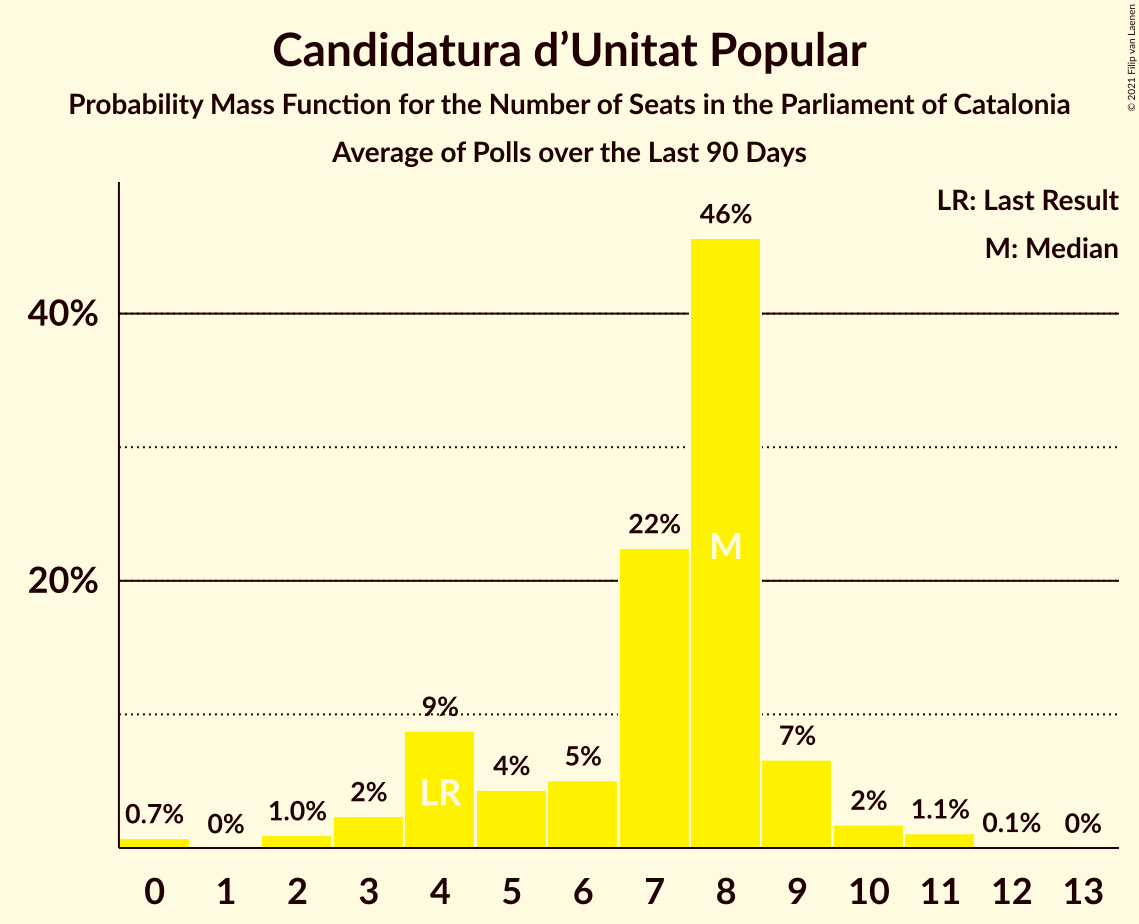 Candidatura d’Unitat Popular
Probability Mass Function for the Number of Seats in the Parliament of Catalonia
Average of Polls over the Last 90 Days
© 2021 Filip van Laenen
LR: Last Result
M: Median
46%
40%
22%
M
20%
9%
7%
5%
4%
LR
2%
2%
0.7%
0%
1.0%
1.1%
0.1%
0%
0 1 2 3 4 5 6 7 8 9 10 11 12 13